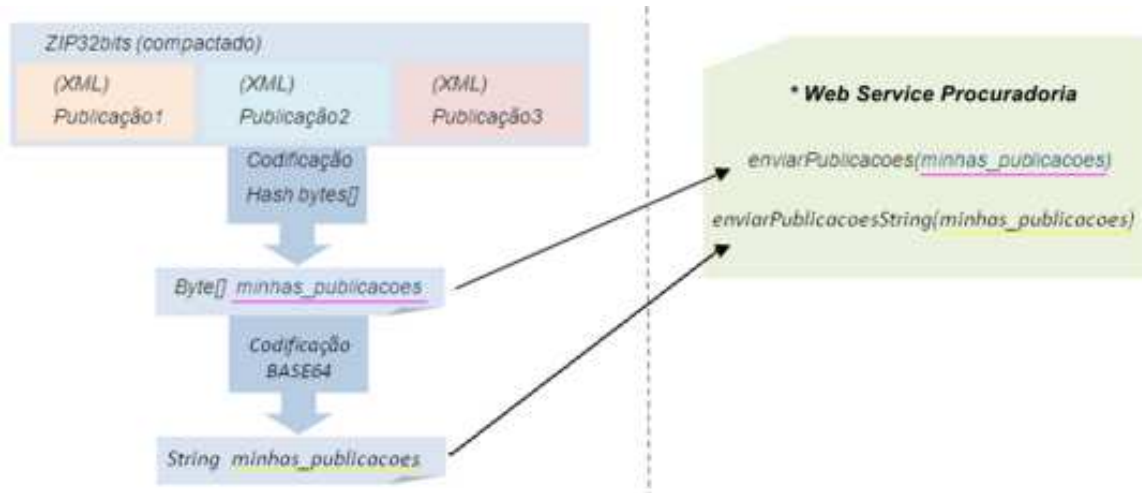 ZIP32bits (compactado)
(XML)
Publicação1
(XML)
Publicação2
(XML)
Publicação3
Codificação
Hash bytes[]
Byte[] minhas_publicacoes
Codificação
BASE64
String minhas_publicacoes
* Web Service Procuradoria
enviarPublicacoes(minhas_publicacoes)
enviarPublicacoesString(minhas_publicacoes)